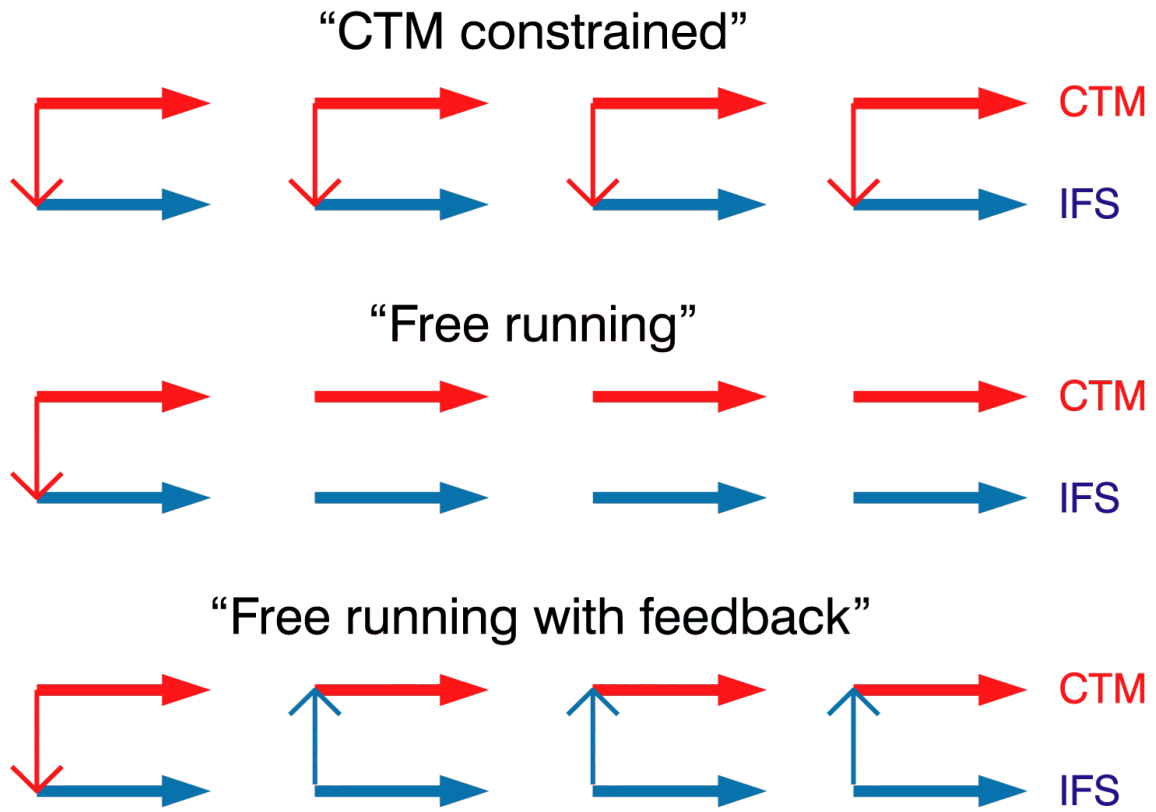 “CTM constrained”
CTM
IFS
“Free running”
CTM
IFS
“Free running with feedback”
CTM
IFS